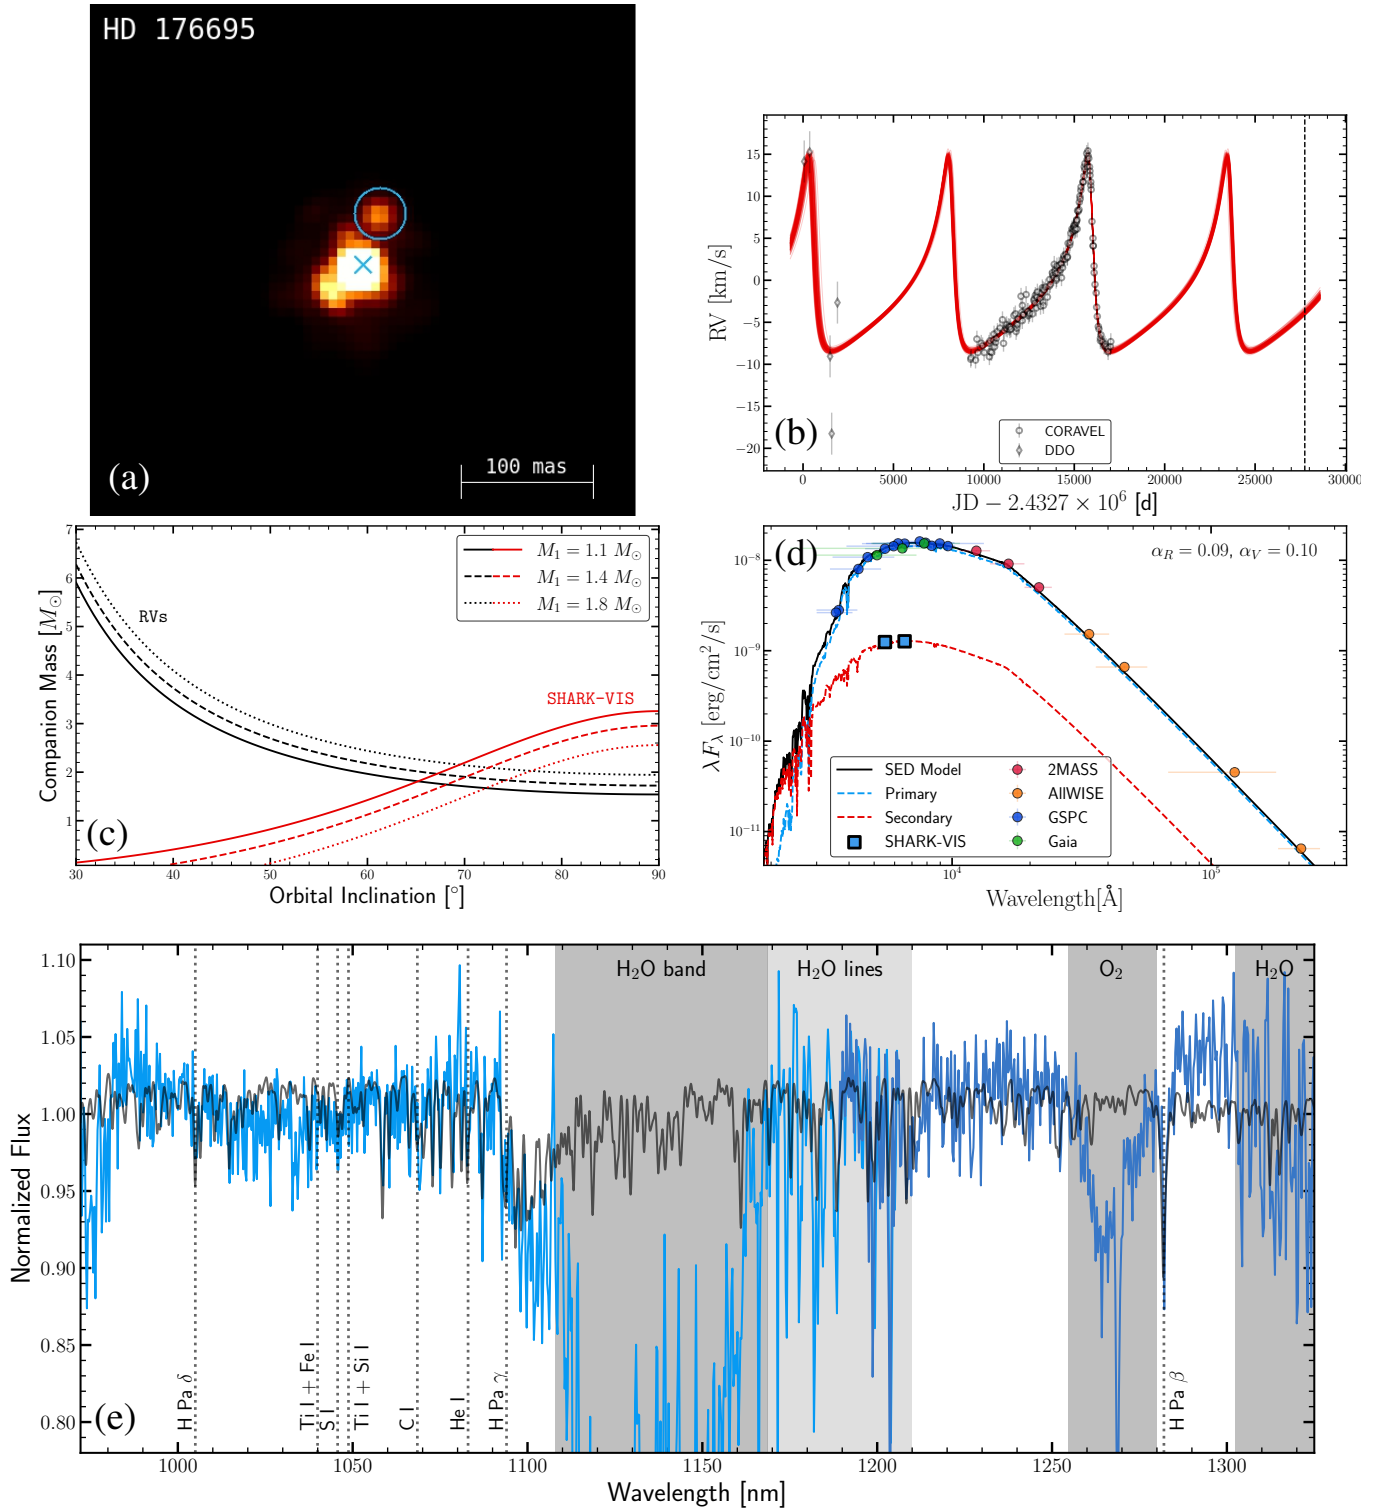 HD 176695
100 mas
(a)
15
10
5
0
−5
−10
−15
−20
RV [km/s]
(b)
CORAVEL
DDO
0
5000
10000
15000
20000
25000
30000
JD − 2.4327 × 10⁶ [d]
7
6
5
4
3
2
1
Companion Mass [M⊙]
RVs
SHARK-VIS
M₁ = 1.1 M⊙
M₁ = 1.4 M⊙
M₁ = 1.8 M⊙
(c)
30
40
50
60
70
80
90
Orbital Inclination [°]
(d)
α_R = 0.09, α_V = 0.10
10⁻⁸
10⁻⁹
10⁻¹⁰
10⁻¹¹
λF_λ [erg/cm²/s]
SED Model
Primary
Secondary
SHARK-VIS
2MASS
AllWISE
GSPC
Gaia
10⁴
10⁵
Wavelength[Å]
1.10
1.05
1.00
0.95
0.90
0.85
0.80
Normalized Flux
H₂O band
H₂O lines
O₂
H₂O
H Pa δ
Ti I + Fe I
S I
Ti I + Si I
C I
He I
H Pa γ
H Pa β
(e)
1000
1050
1100
1150
1200
1250
1300
Wavelength [nm]